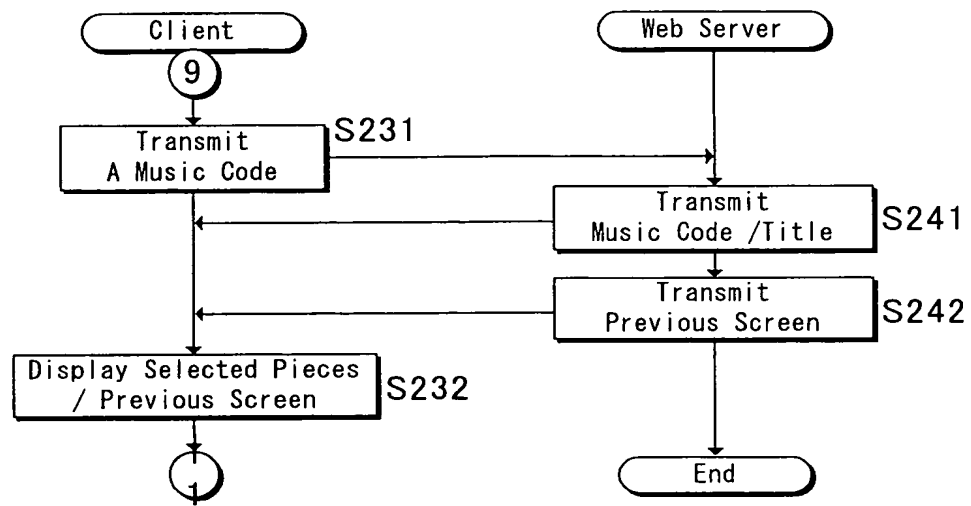 Client
Web Server
9
Transmit
A Music Code
S231
Transmit
Music Code /Title
S241
Transmit
Previous Screen
S242
Display Selected Pieces
/ Previous Screen
S232
End